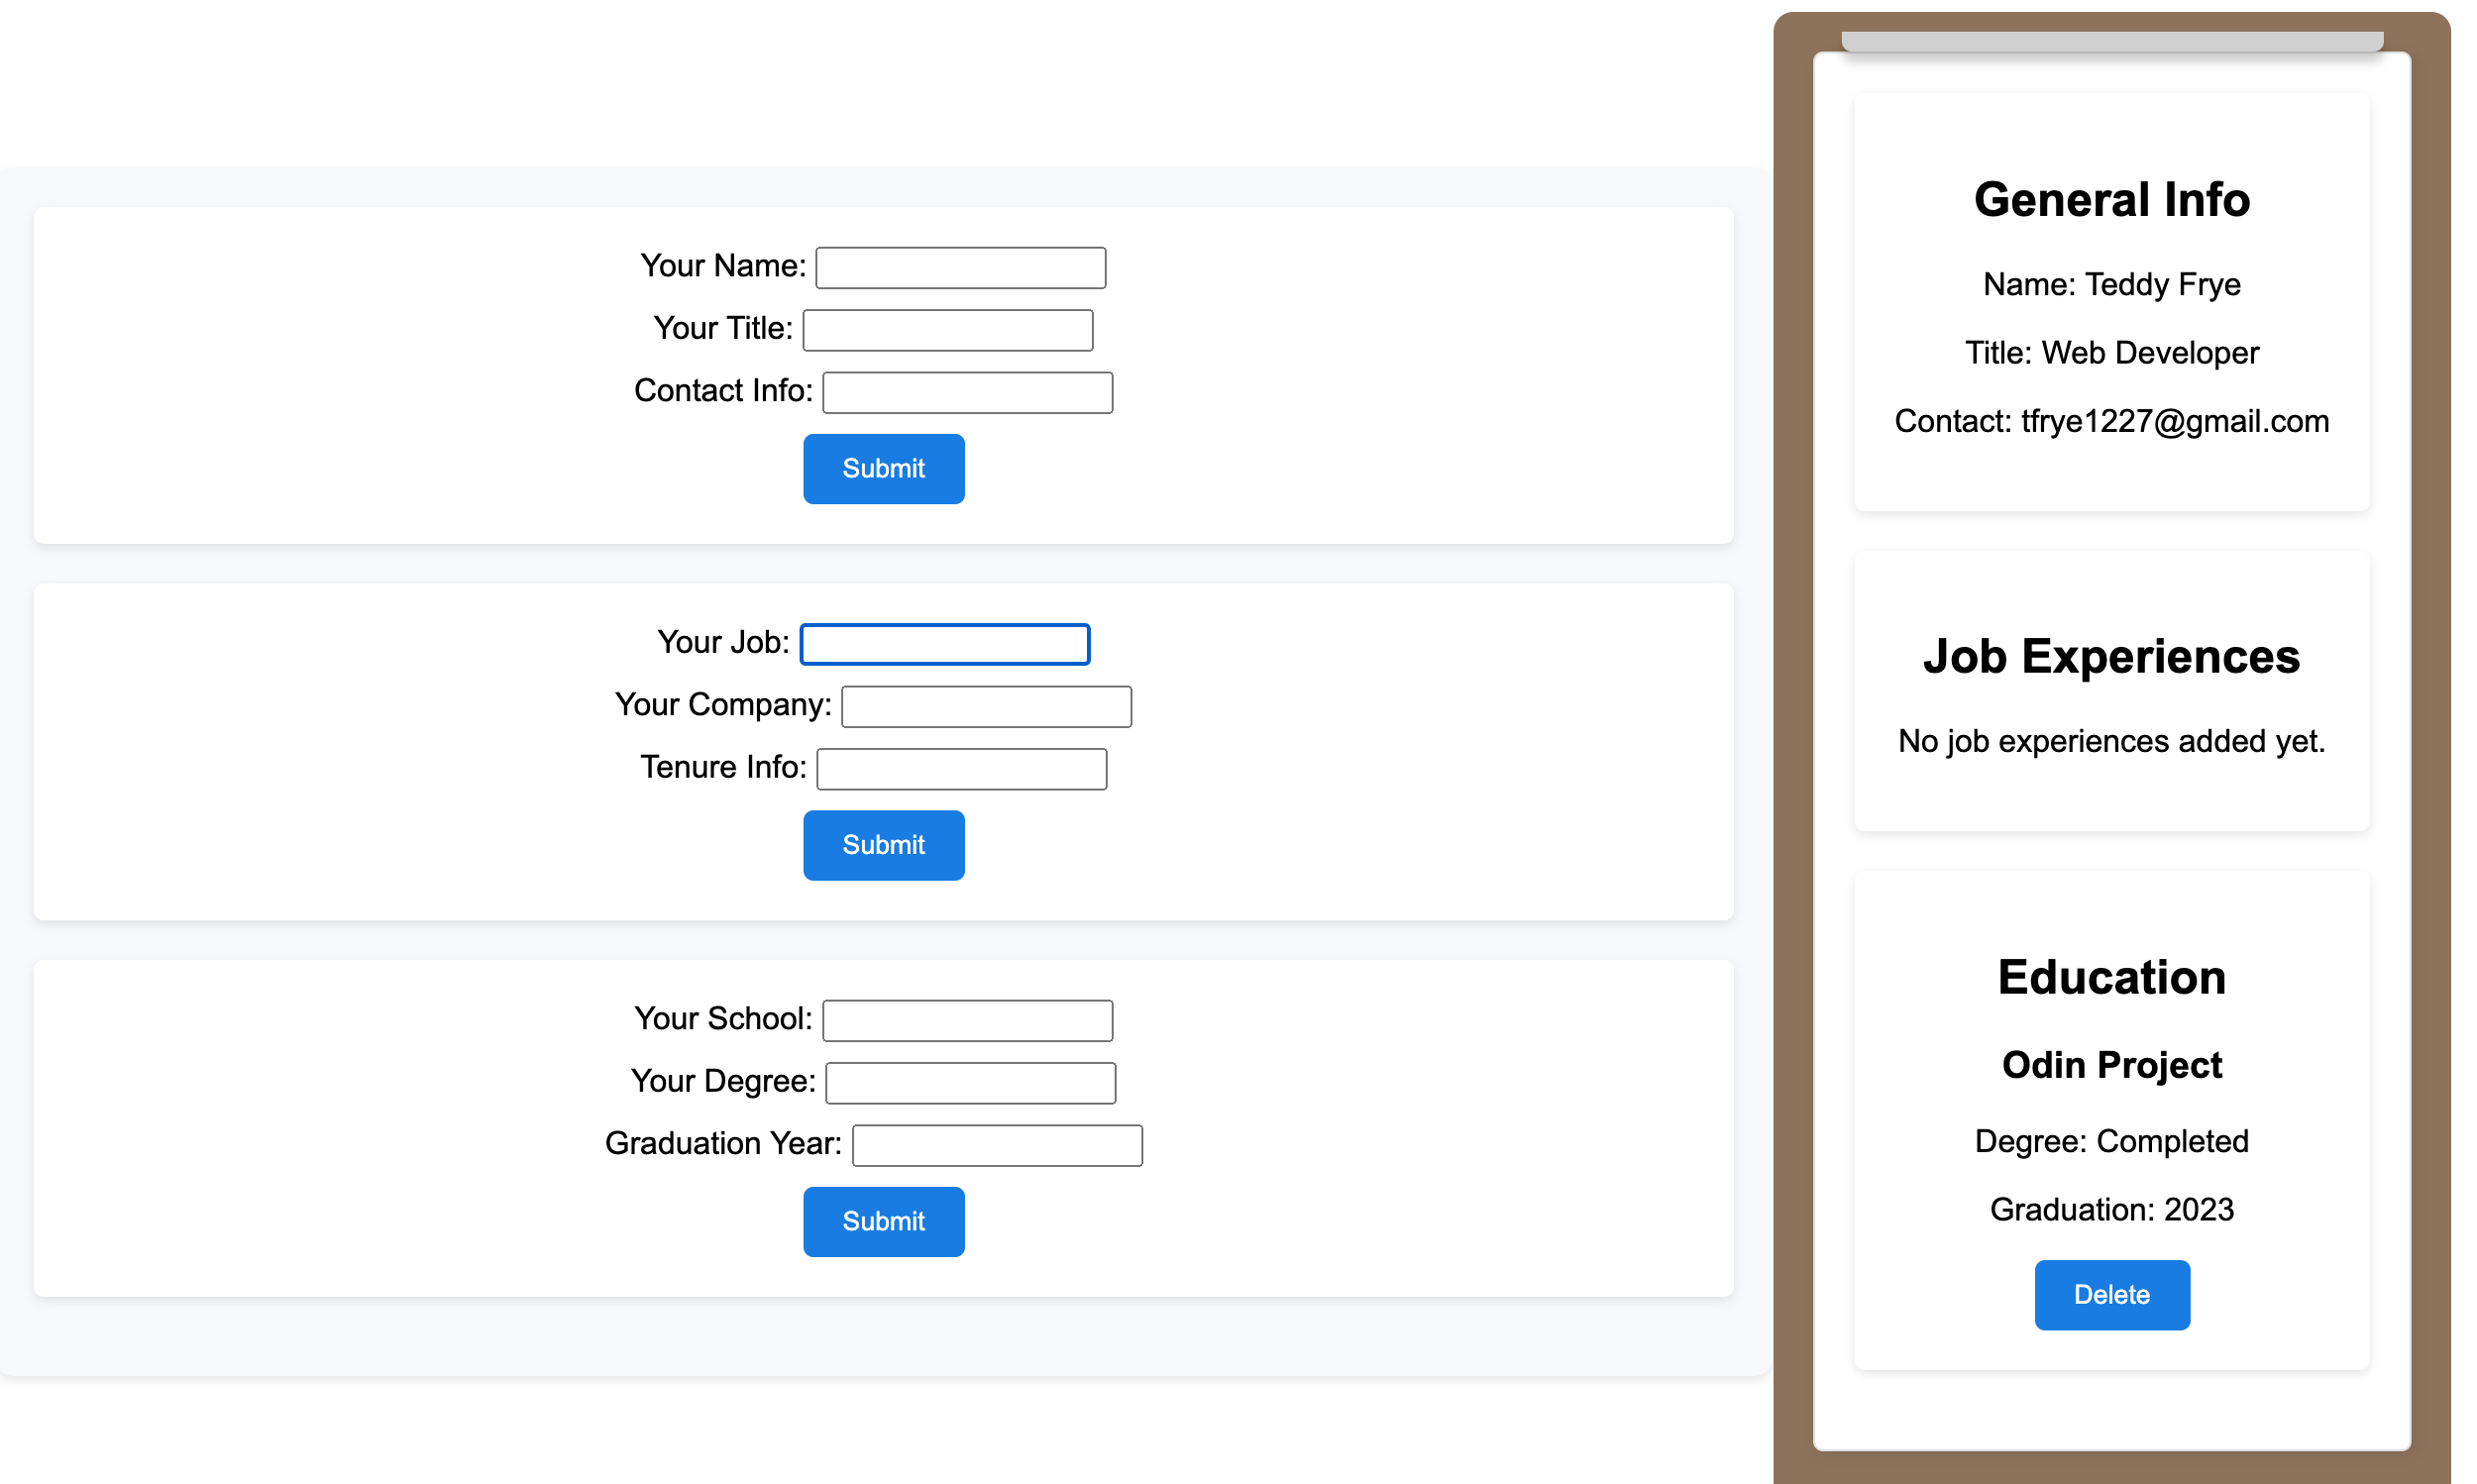 Your Name:
Your Title:
Contact Info:
Submit
Your Job:
Your Company:
Tenure Info:
Submit
Your School:
Your Degree:
Graduation Year:
Submit
General Info
Name: Teddy Frye
Title: Web Developer
Contact: tfrye1227@gmail.com
Job Experiences
No job experiences added yet.
Education
Odin Project
Degree: Completed
Graduation: 2023
Delete